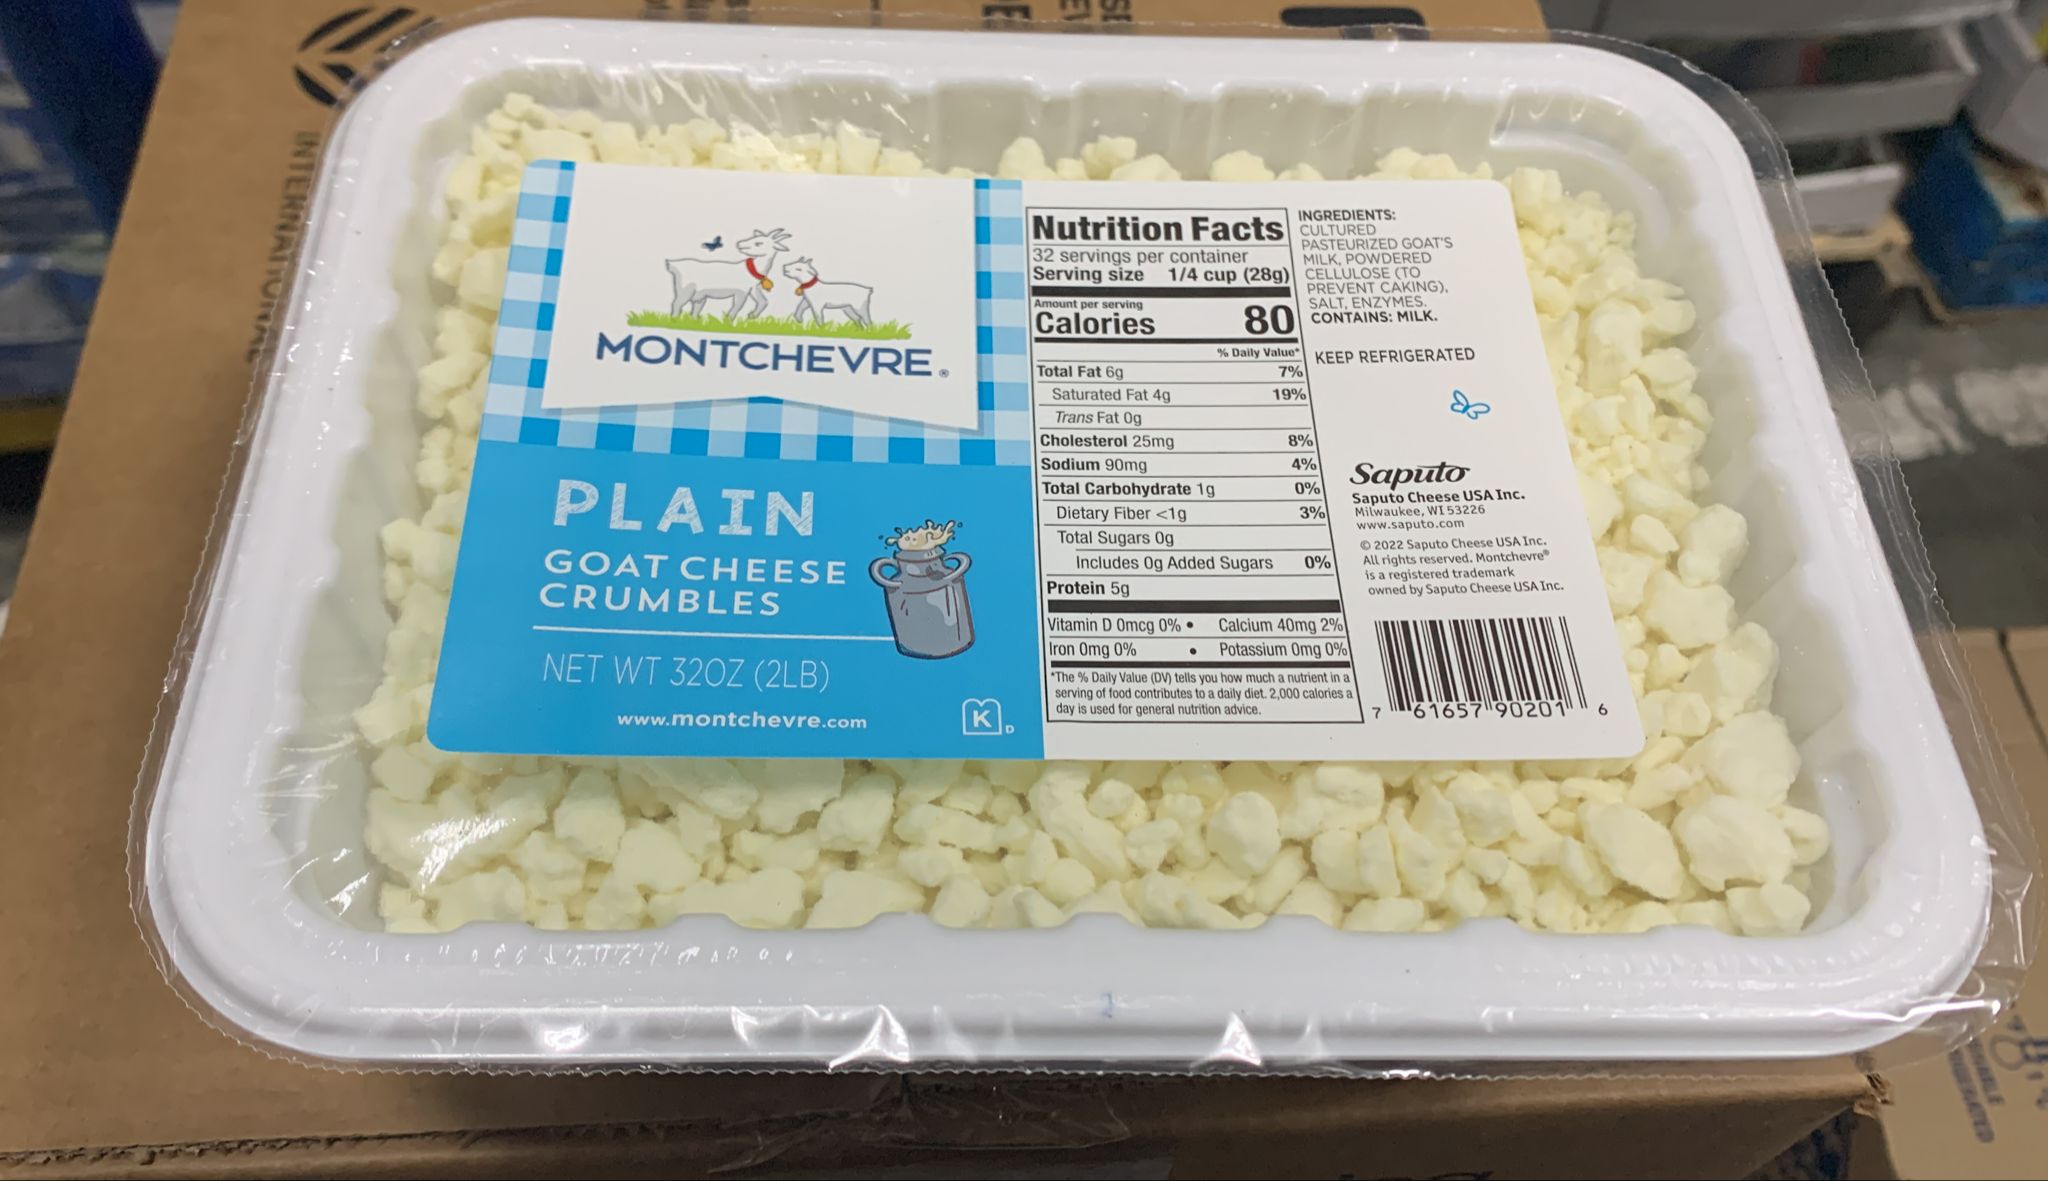 INTERNATIONAL
MONTCHEVRE®
PLAIN
GOAT CHEESE
CRUMBLES
NET WT 32OZ (2LB)
www.montchevre.com
K D
Nutrition Facts
32 servings per container
Serving size 1/4 cup (28g)
Amount per serving
Calories 80
% Daily Value*
Total Fat 6g 7%
Saturated Fat 4g 19%
Trans Fat 0g
Cholesterol 25mg 8%
Sodium 90mg 4%
Total Carbohydrate 1g 0%
Dietary Fiber <1g 3%
Total Sugars 0g
Includes 0g Added Sugars 0%
Protein 5g
Vitamin D 0mcg 0% • Calcium 40mg 2%
Iron 0mg 0% • Potassium 0mg 0%
*The % Daily Value (DV) tells you how much a nutrient in a
serving of food contributes to a daily diet. 2,000 calories a
day is used for general nutrition advice.
INGREDIENTS:
CULTURED
PASTEURIZED GOAT'S
MILK, POWDERED
CELLULOSE (TO
PREVENT CAKING),
SALT, ENZYMES.
CONTAINS: MILK.
KEEP REFRIGERATED
Saputo
Saputo Cheese USA Inc.
Milwaukee, WI 53226
www.saputo.com
© 2022 Saputo Cheese USA Inc.
All rights reserved. Montchevre®
is a registered trademark
owned by Saputo Cheese USA Inc.
7 61657 90201 6